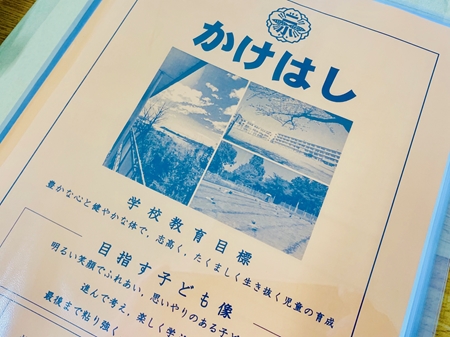 かけはし
学校教育目標
豊かな心と健やかな体で、志高く、たくましく生き抜く児童の育成
目指す子ども像
明るい笑顔でふれあい、思いやりのある子ど
進んで考え、楽しく学
最後まで粘り強く